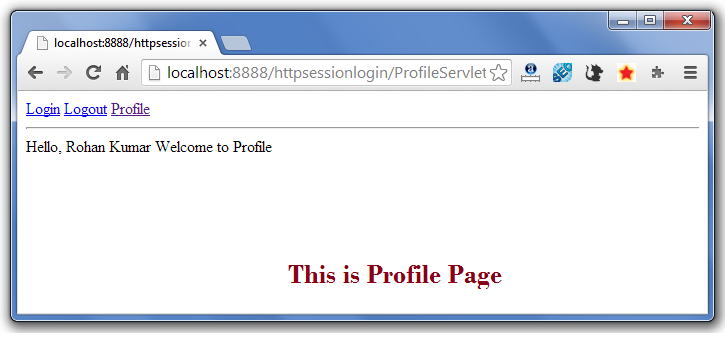 localhost:8888/httpsession
localhost:8888/httpsessionlogin/ProfileServlet
Login Logout Profile
Hello, Rohan Kumar Welcome to Profile
This is Profile Page